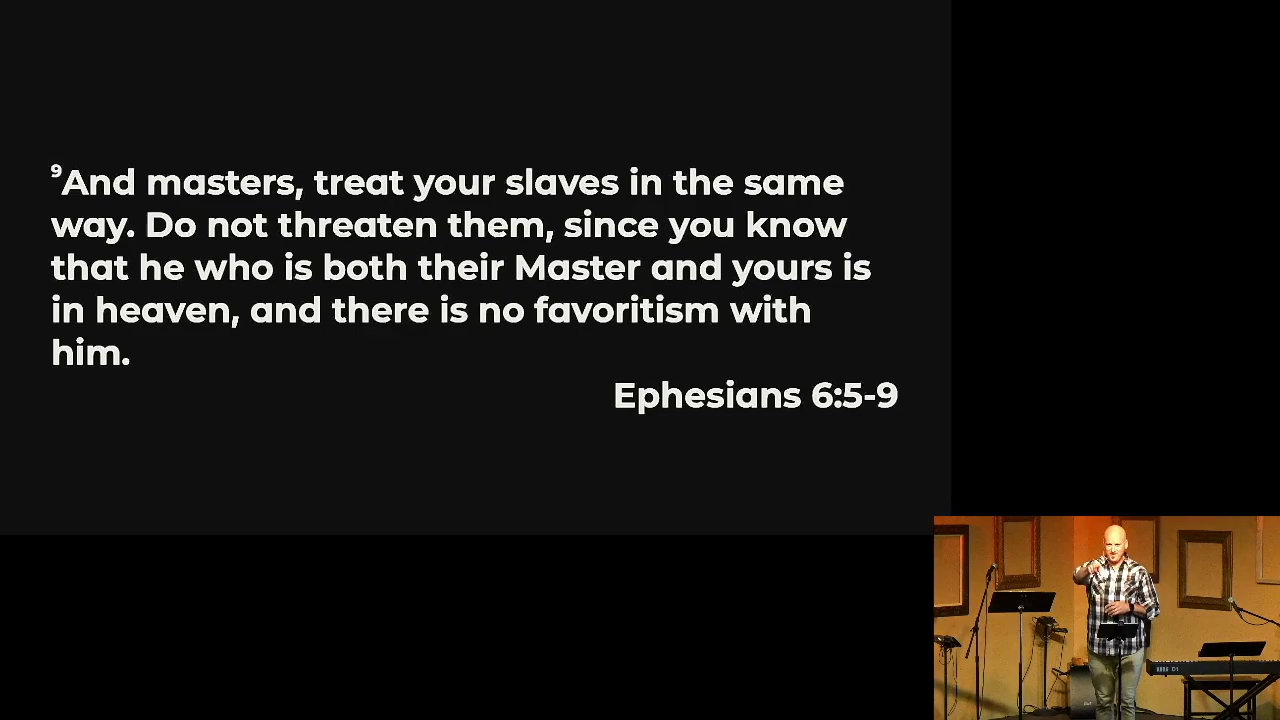 ⁹And masters, treat your slaves in the same
way. Do not threaten them, since you know
that he who is both their Master and yours is
in heaven, and there is no favoritism with
him.
Ephesians 6:5-9
KORG D1